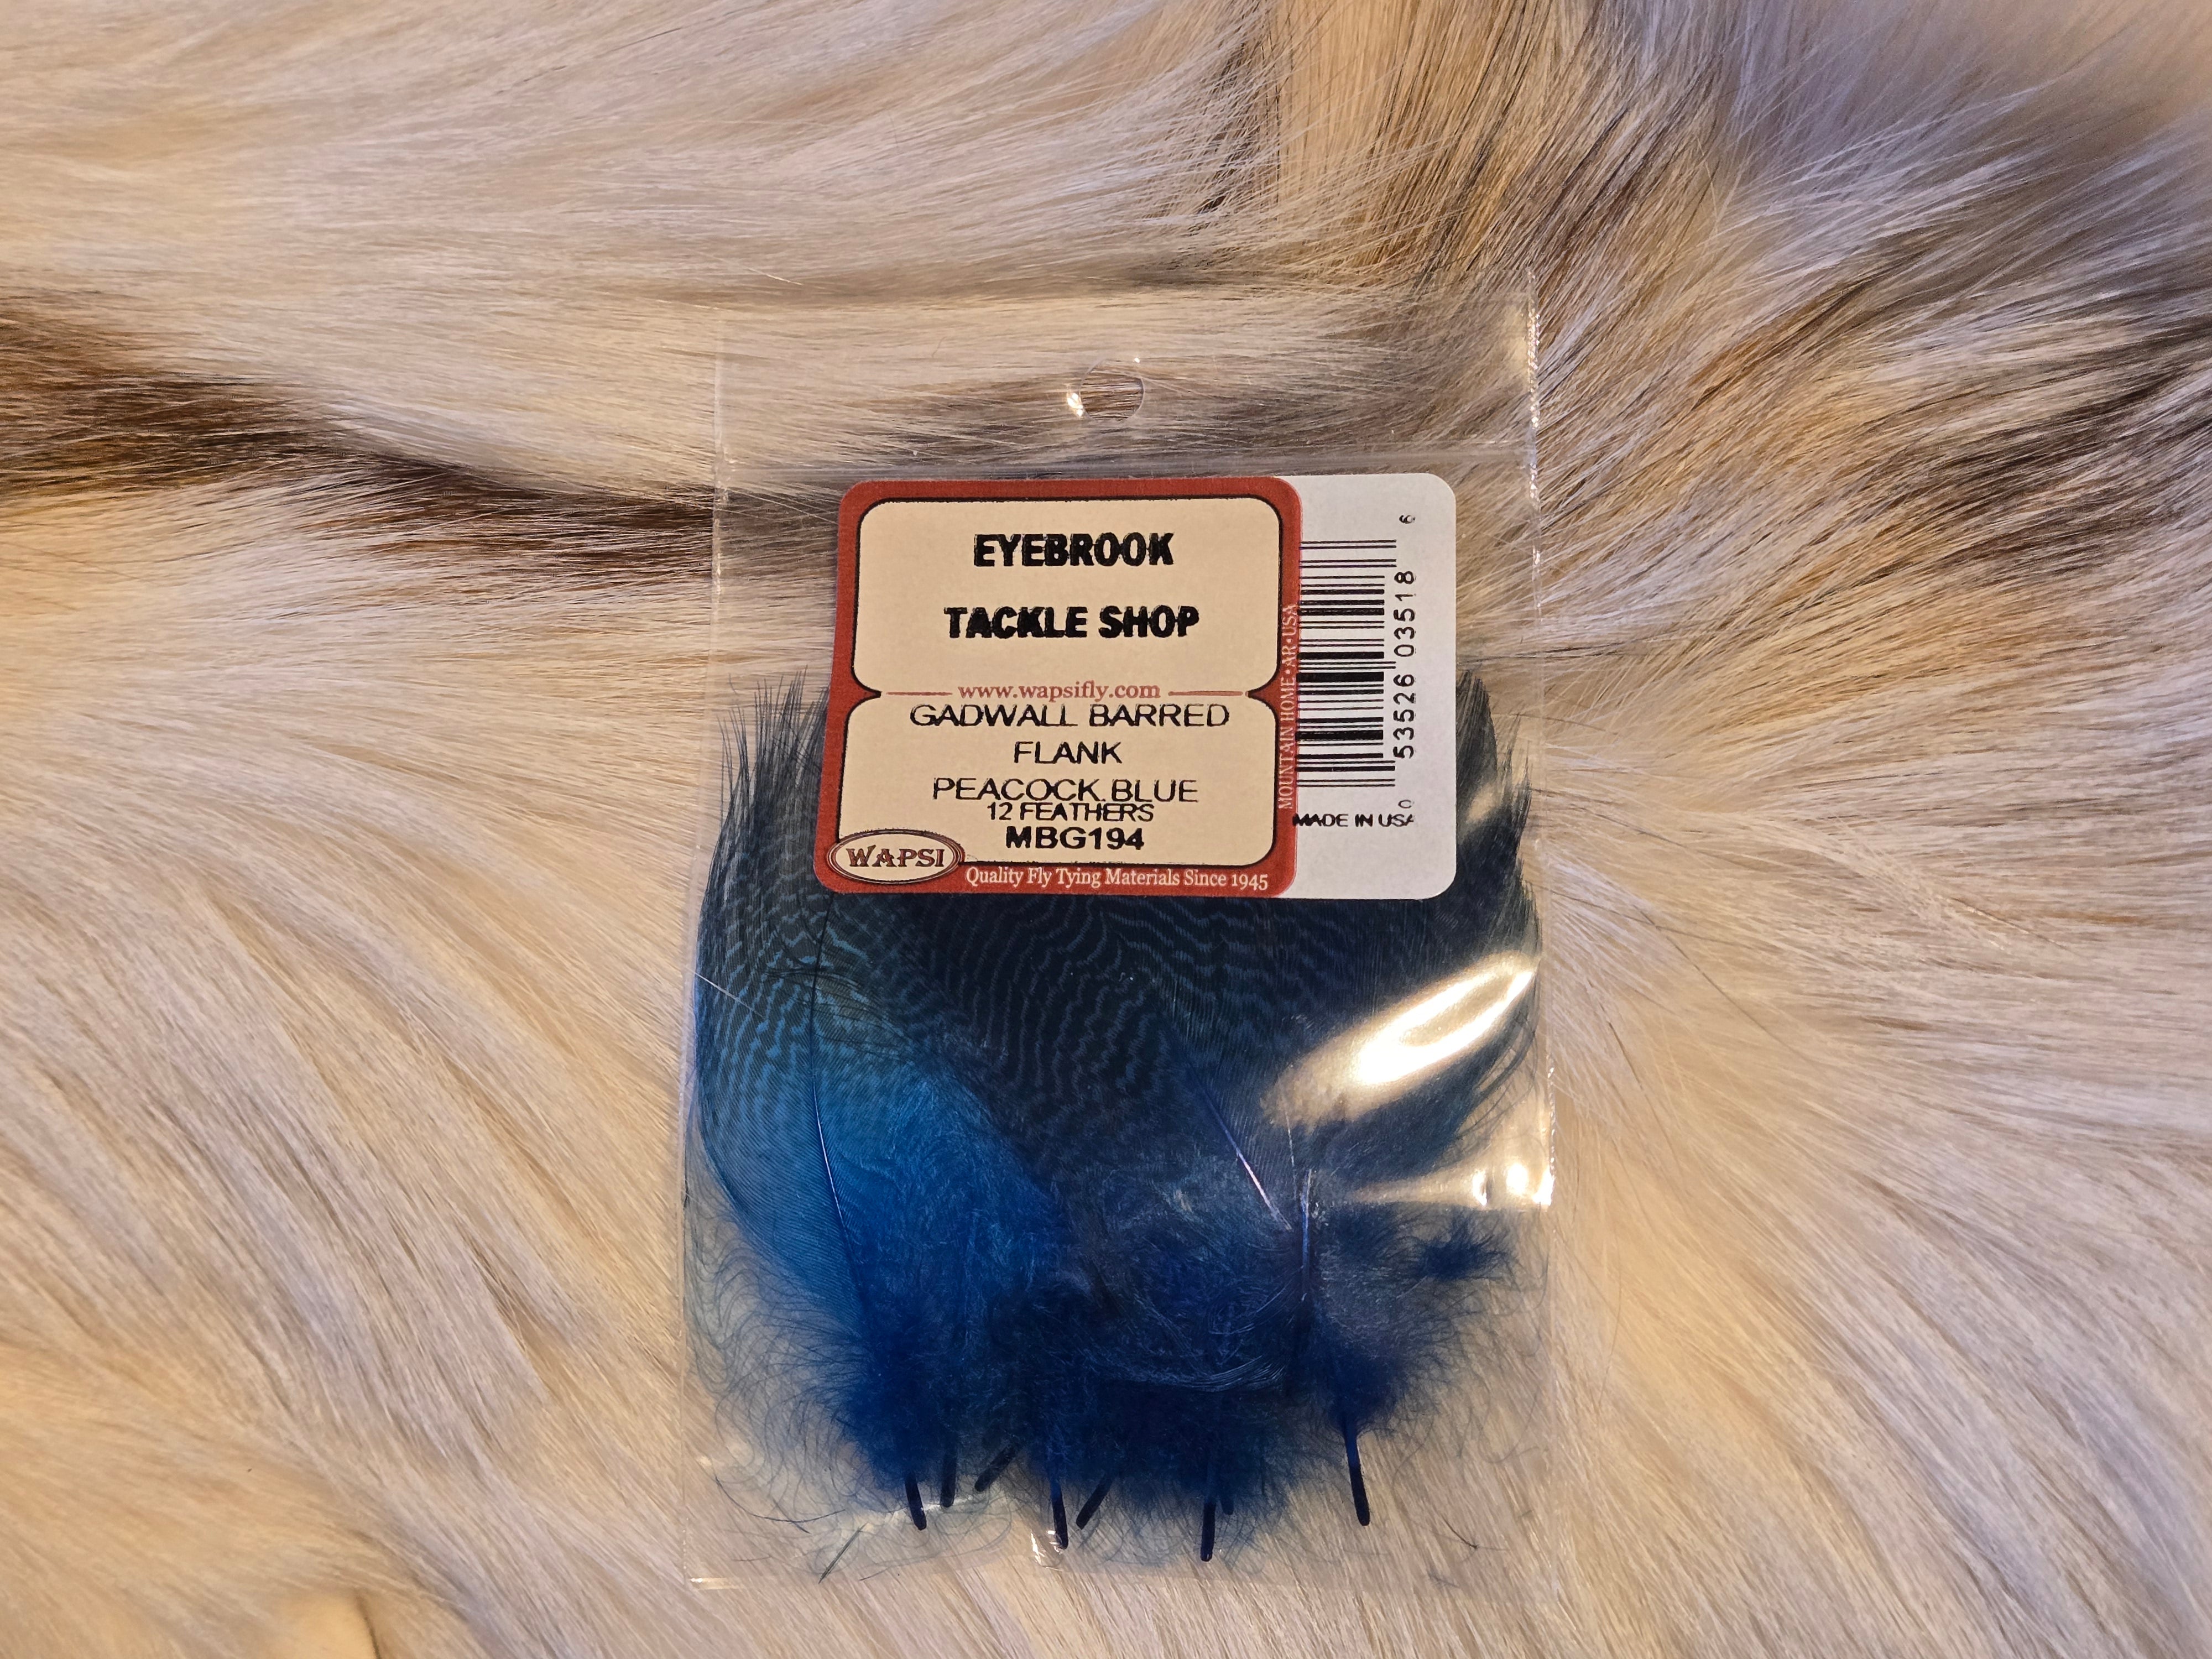 EYEBROOK
TACKLE SHOP
www.wapsifly.com
GADWALL BARRED
FLANK
PEACOCK BLUE
12 FEATHERS
MBG194
WAPSI
Quality Fly Tying Materials Since 1945
MOUNTAIN HOME • AR • USA
0 53526 03518 6
MADE IN USA